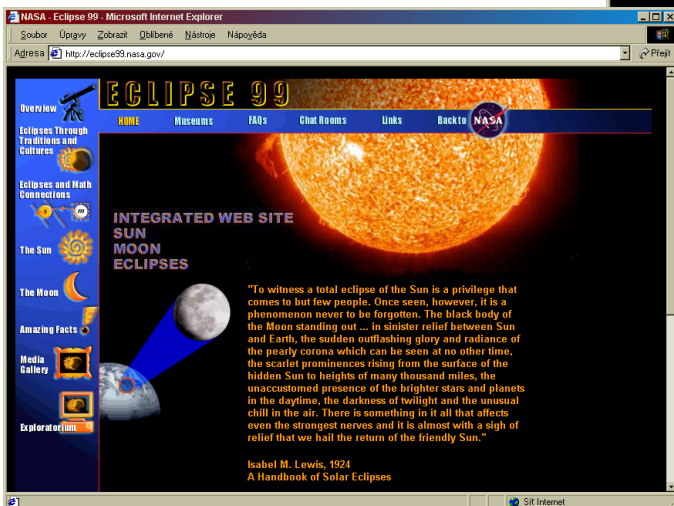 NASA - Eclipse 99 - Microsoft Internet Explorer
Soubor Úpravy Zobrazit Oblíbené Nástroje Nápověda
Adresa http://eclipse99.nasa.gov/ Přejít
ECLIPSE 99
HOME Museums FAQs Chat Rooms Links Back to NASA
Overview
Eclipses Through
Traditions and
Cultures
Eclipses and Math
Connections
s m
The Sun
The Moon
Amazing Facts
Media
Gallery
Exploratorium
INTEGRATED WEB SITE
SUN
MOON
ECLIPSES
"To witness a total eclipse of the Sun is a privilege that
comes to but few people. Once seen, however, it is a
phenomenon never to be forgotten. The black body of
the Moon standing out ... in sinister relief between Sun
and Earth, the sudden outflashing glory and radiance of
the pearly corona which can be seen at no other time,
the scarlet prominences rising from the surface of the
hidden Sun to heights of many thousand miles, the
unaccustomed presence of the brighter stars and planets
in the daytime, the darkness of twilight and the unusual
chill in the air. There is something in it all that affects
even the strongest nerves and it is almost with a sigh of
relief that we hail the return of the friendly Sun."
Isabel M. Lewis, 1924
A Handbook of Solar Eclipses
Síť Internet